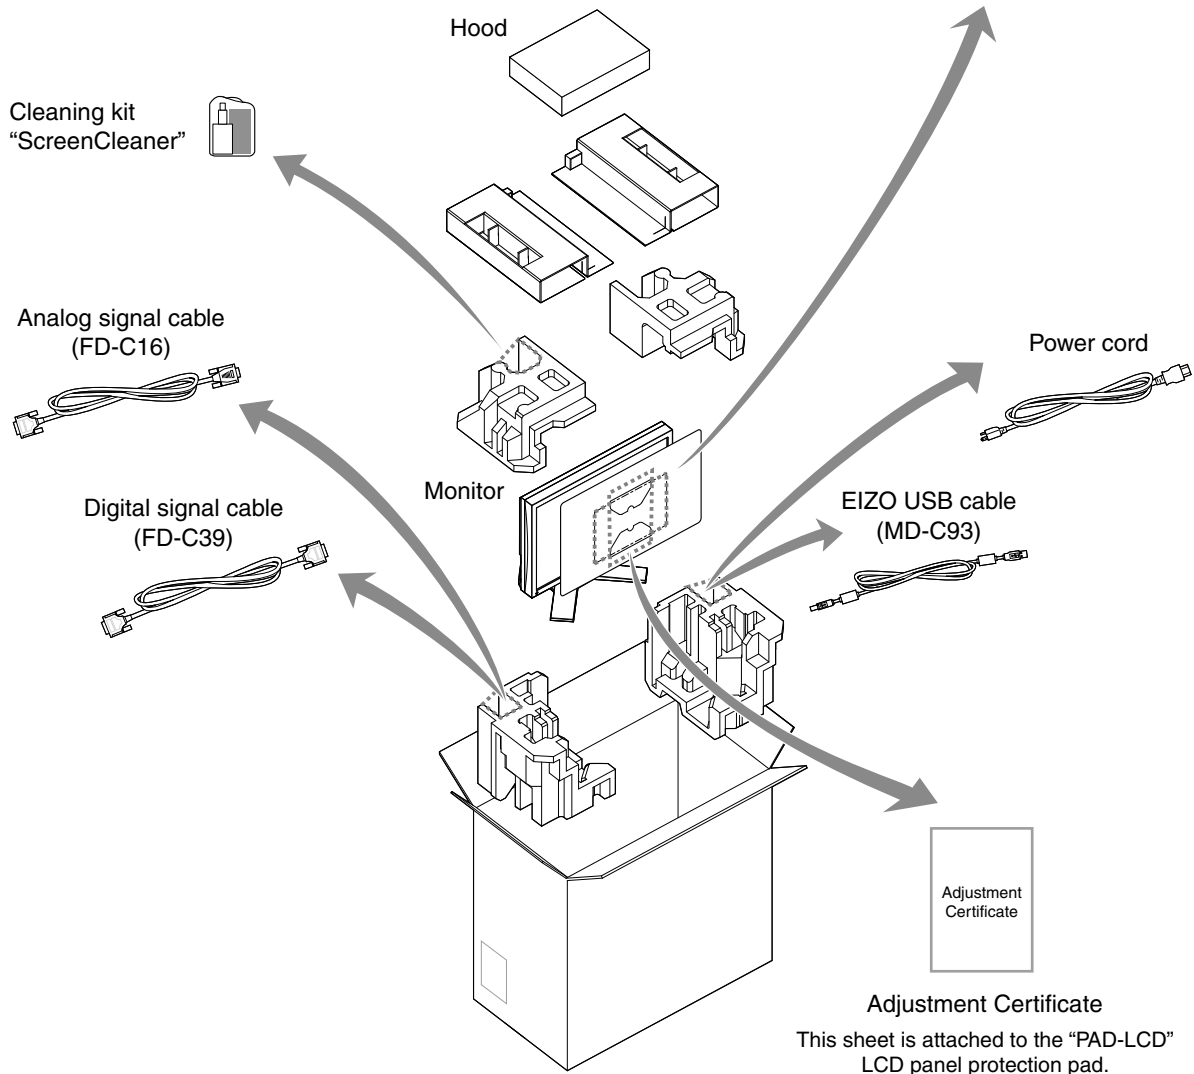 Hood
Cleaning kit
“ScreenCleaner”
Analog signal cable
(FD-C16)
Power cord
Monitor
EIZO USB cable
(MD-C93)
Digital signal cable
(FD-C39)
Adjustment
Certificate
Adjustment Certificate
This sheet is attached to the “PAD-LCD”
LCD panel protection pad.